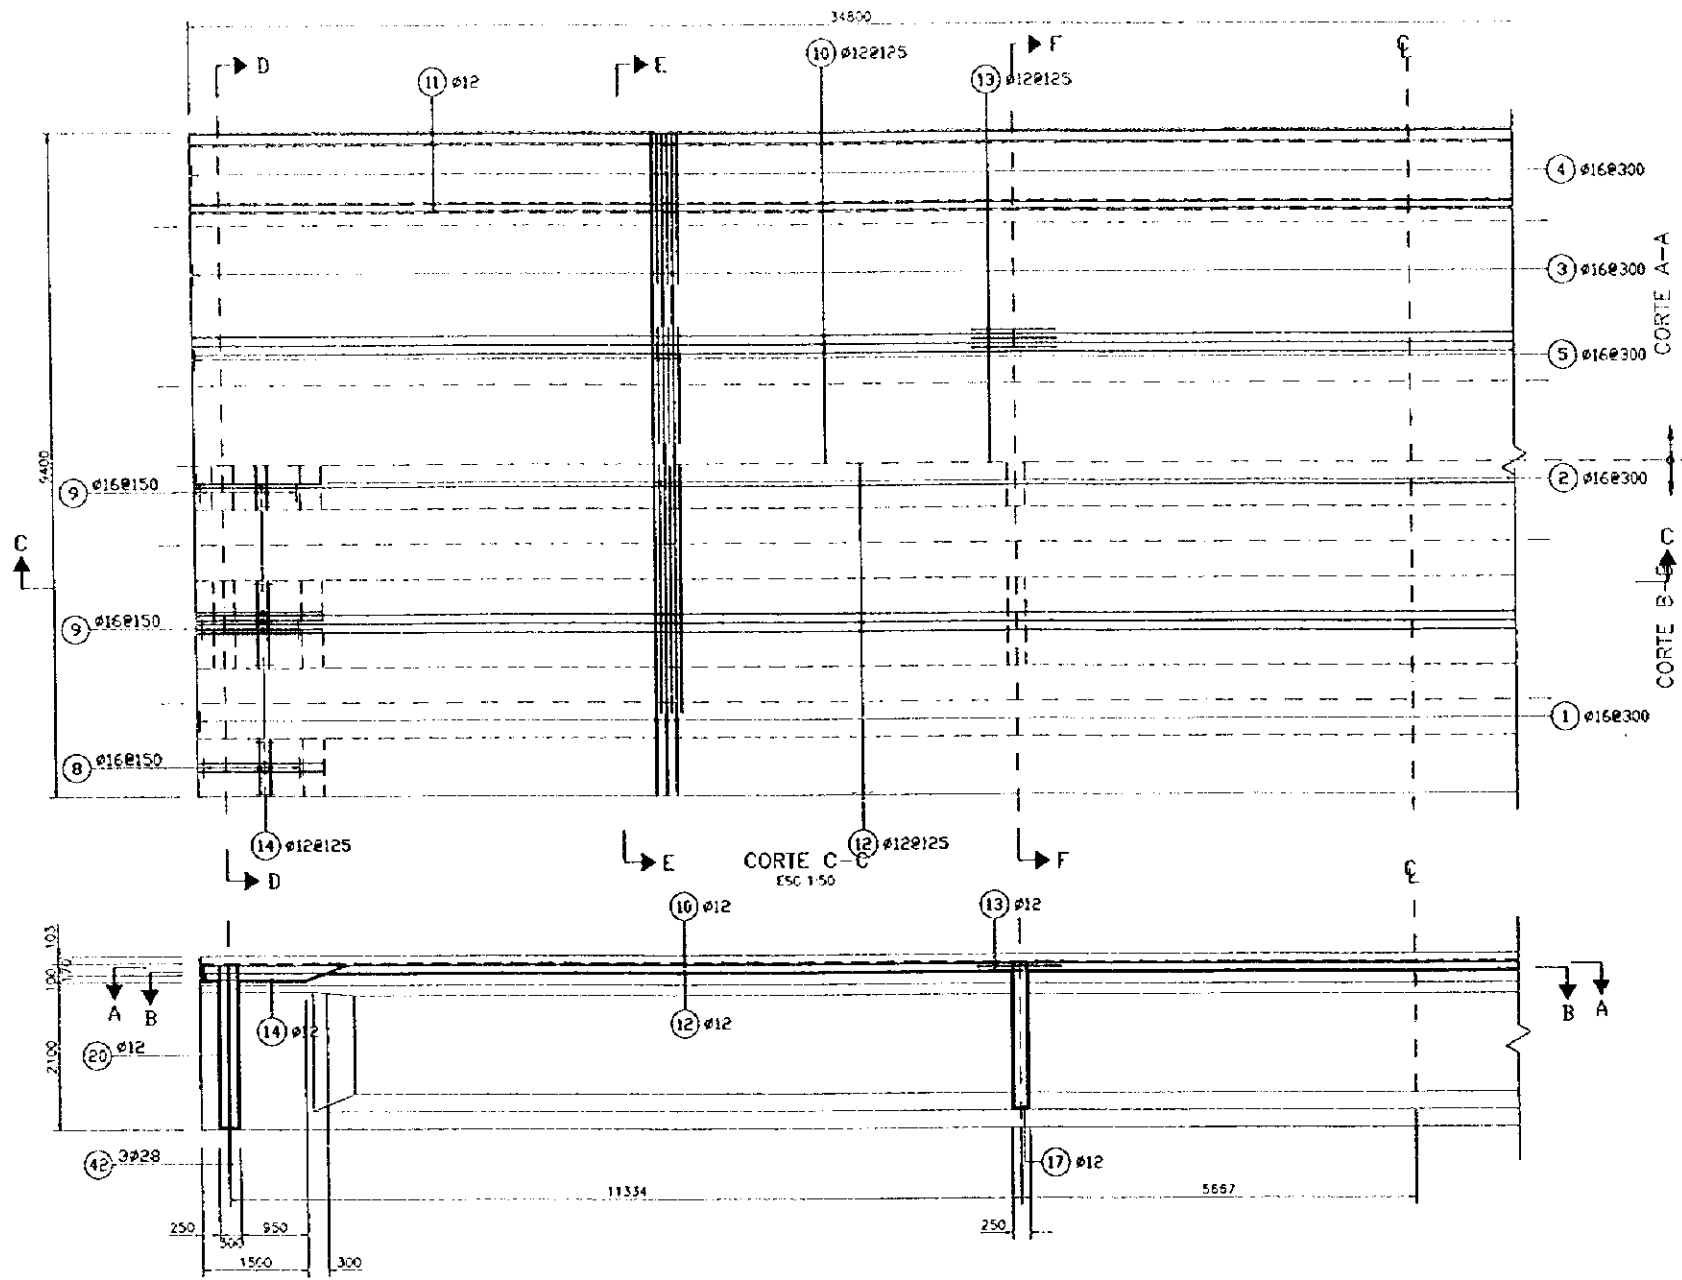 34800
D
E
F
℄
11 ø12
10 ø12@125
13 ø12@125
4 ø16@300
3 ø16@300
CORTE A-A
5 ø16@300
9400
9 ø16@150
2 ø16@300
C
C
9 ø16@150
CORTE B-B
1 ø16@300
8 ø16@150
14 ø12@125
12 ø12@125
D
E
F
CORTE C-C
ESC 1:50
℄
10 ø12
13 ø12
103
170
100
A
B
B
A
14 ø12
12 ø12
20 ø12
2100
42 3ø28
17 ø12
11334
5667
250
300
950
250
1500
300